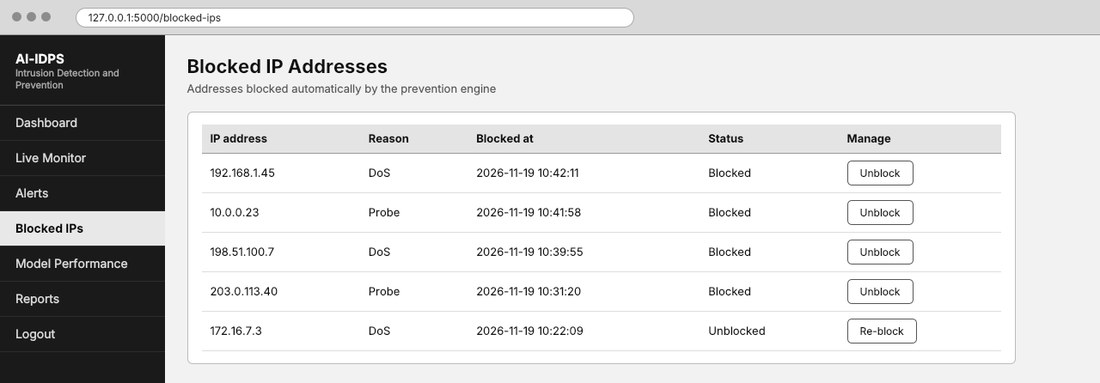 127.0.0.1:5000/blocked-ips
AI-IDPS
Intrusion Detection and
Prevention
Dashboard
Live Monitor
Alerts
Blocked IPs
Model Performance
Reports
Logout
Blocked IP Addresses
Addresses blocked automatically by the prevention engine
IP address Reason Blocked at Status Manage
192.168.1.45 DoS 2026-11-19 10:42:11 Blocked Unblock
10.0.0.23 Probe 2026-11-19 10:41:58 Blocked Unblock
198.51.100.7 DoS 2026-11-19 10:39:55 Blocked Unblock
203.0.113.40 Probe 2026-11-19 10:31:20 Blocked Unblock
172.16.7.3 DoS 2026-11-19 10:22:09 Unblocked Re-block